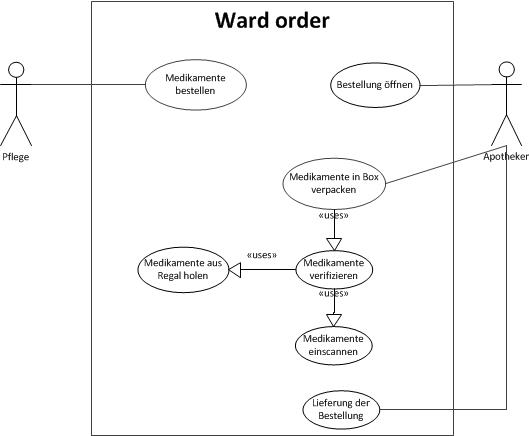 Ward order
Medikamente
bestellen
Bestellung öffnen
Pflege
Apotheker
Medikamente in Box
verpacken
«uses»
«uses»
Medikamente aus
Regal holen
Medikamente
verifizieren
«uses»
Medikamente
einscannen
Lieferung der
Bestellung